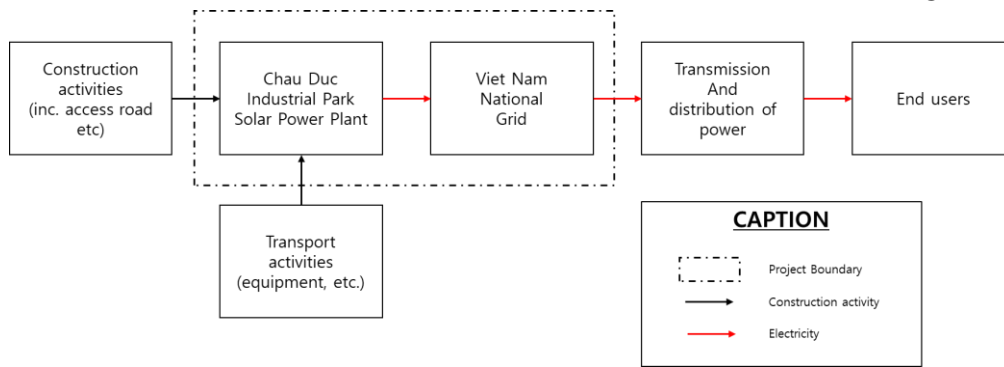 Construction
activities
(inc. access road
etc)
Chau Duc
Industrial Park
Solar Power Plant
Viet Nam
National
Grid
Transmission
And
distribution of
power
End users
Transport
activities
(equipment, etc.)
CAPTION
Project Boundary
Construction activity
Electricity